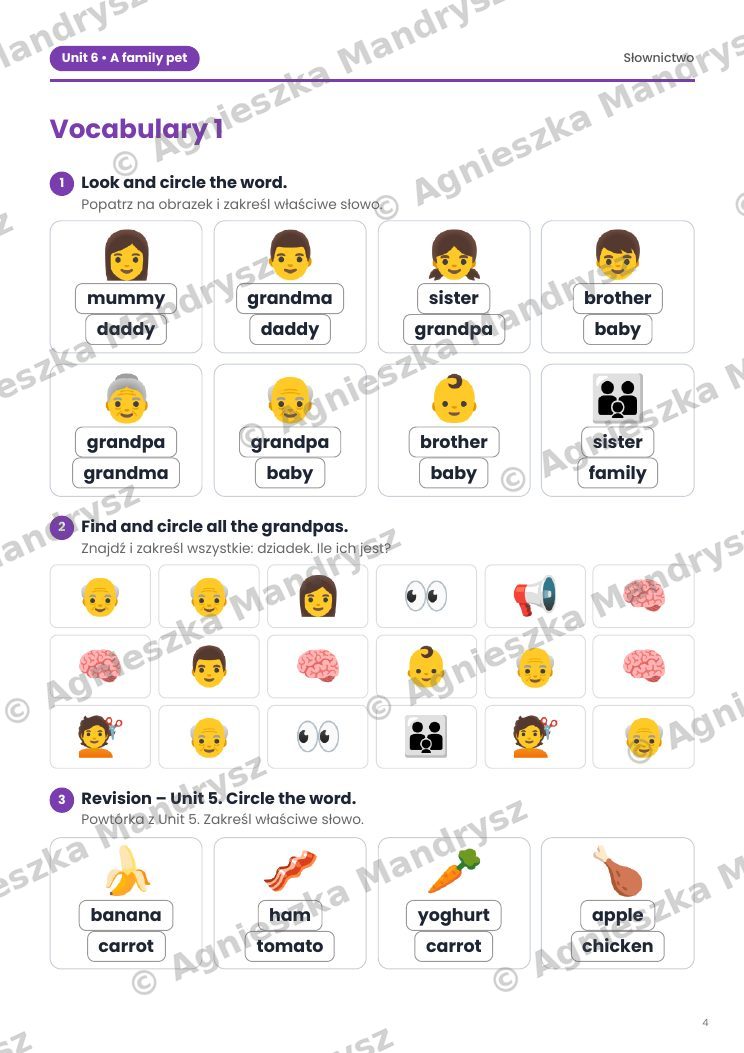 Unit 6 • A family pet
Słownictwo
Vocabulary 1
1 Look and circle the word.
Popatrz na obrazek i zakreśl właściwe słowo.
mummy grandma sister brother
daddy daddy grandpa baby
grandpa grandpa brother sister
grandma baby baby family
2 Find and circle all the grandpas.
Znajdź i zakreśl wszystkie: dziadek. Ile ich jest?
3 Revision – Unit 5. Circle the word.
Powtórka z Unit 5. Zakreśl właściwe słowo.
banana ham yoghurt apple
carrot tomato carrot chicken
4
© Agnieszka Mandrysz